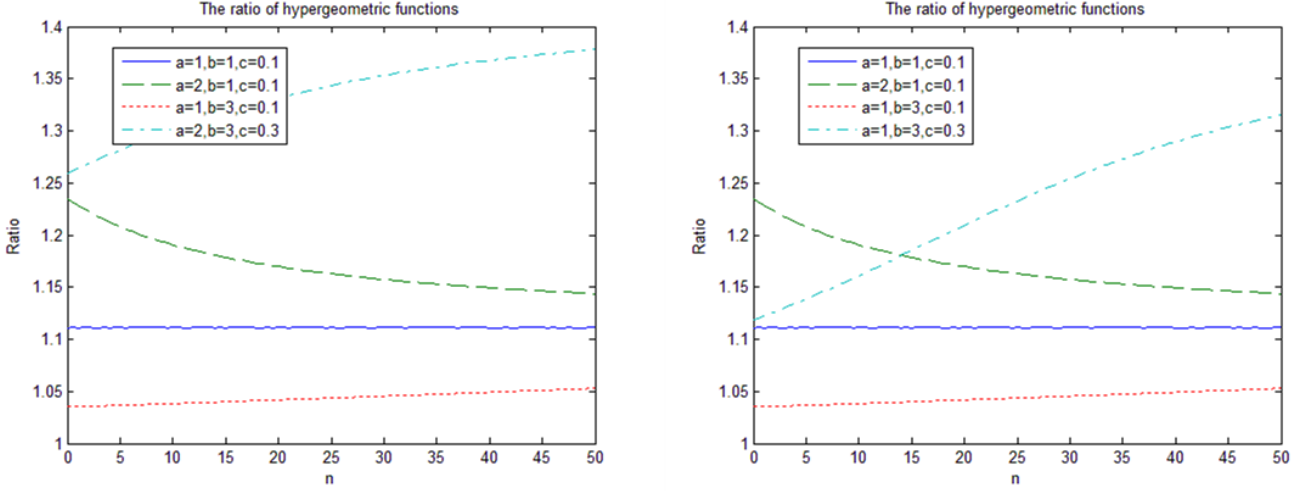 The ratio of hypergeometric functions
1.4
1.35
1.3
1.25
1.2
1.15
1.1
1.05
1
Ratio
a=1,b=1,c=0.1
a=2,b=1,c=0.1
a=1,b=3,c=0.1
a=2,b=3,c=0.3
0 5 10 15 20 25 30 35 40 45 50
n
The ratio of hypergeometric functions
1.4
1.35
1.3
1.25
1.2
1.15
1.1
1.05
1
Ratio
a=1,b=1,c=0.1
a=2,b=1,c=0.1
a=1,b=3,c=0.1
a=1,b=3,c=0.3
0 5 10 15 20 25 30 35 40 45 50
n